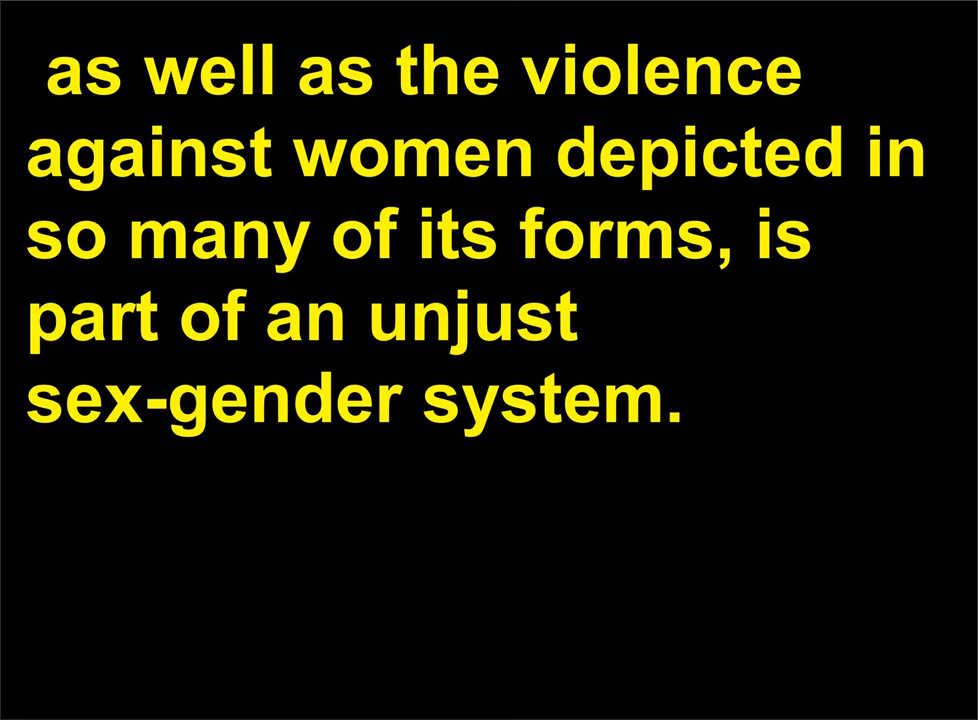 as well as the violence
against women depicted in
so many of its forms, is
part of an unjust
sex-gender system.